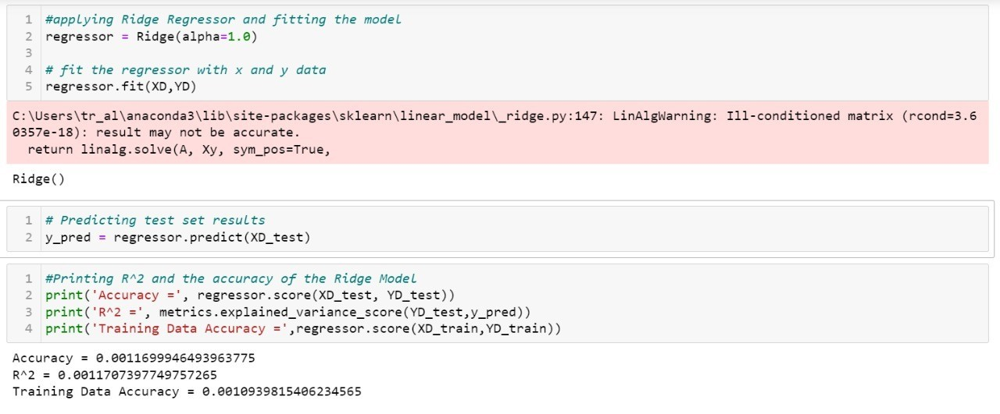 1 #applying Ridge Regressor and fitting the model
2 regressor = Ridge(alpha=1.0)
3
4 # fit the regressor with x and y data
5 regressor.fit(XD,YD)
C:\Users\tr_al\anaconda3\lib\site-packages\sklearn\linear_model\_ridge.py:147: LinAlgWarning: Ill-conditioned matrix (rcond=3.6
0357e-18): result may not be accurate.
return linalg.solve(A, Xy, sym_pos=True,
Ridge()
1 # Predicting test set results
2 y_pred = regressor.predict(XD_test)
1 #Printing R^2 and the accuracy of the Ridge Model
2 print('Accuracy =', regressor.score(XD_test, YD_test))
3 print('R^2 =', metrics.explained_variance_score(YD_test,y_pred))
4 print('Training Data Accuracy =',regressor.score(XD_train,YD_train))
Accuracy = 0.0011699946493963775
R^2 = 0.0011707397749757265
Training Data Accuracy = 0.0010939815406234565